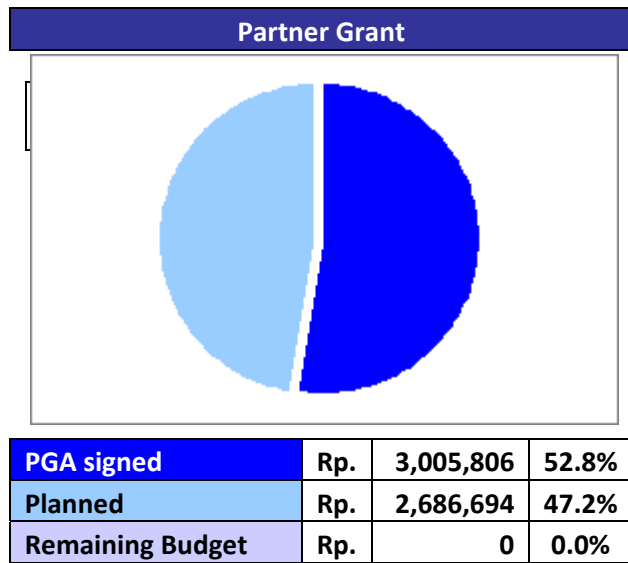 Partner Grant
PGA signed Rp. 3,005,806 52.8%
Planned Rp. 2,686,694 47.2%
Remaining Budget Rp. 0 0.0%